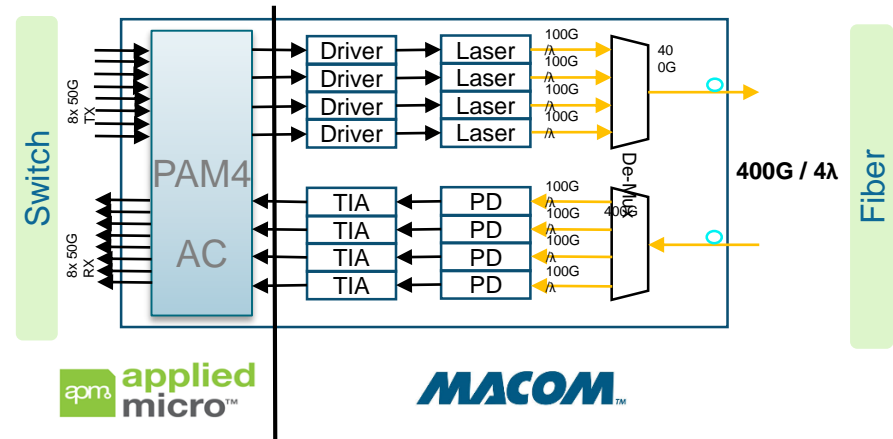 Switch
8x 50G
TX
8x 50G
RX
PAM4
AC
Driver
Driver
Driver
Driver
Laser
Laser
Laser
Laser
100G
/λ
100G
/λ
100G
/λ
100G
/λ
40
0G
De-Mux
TIA
TIA
TIA
TIA
PD
PD
PD
PD
100G
/λ
100G
/λ
100G
/λ
100G
/λ
400G
400G / 4λ
Fiber
apm
applied
micro™
MACOM™